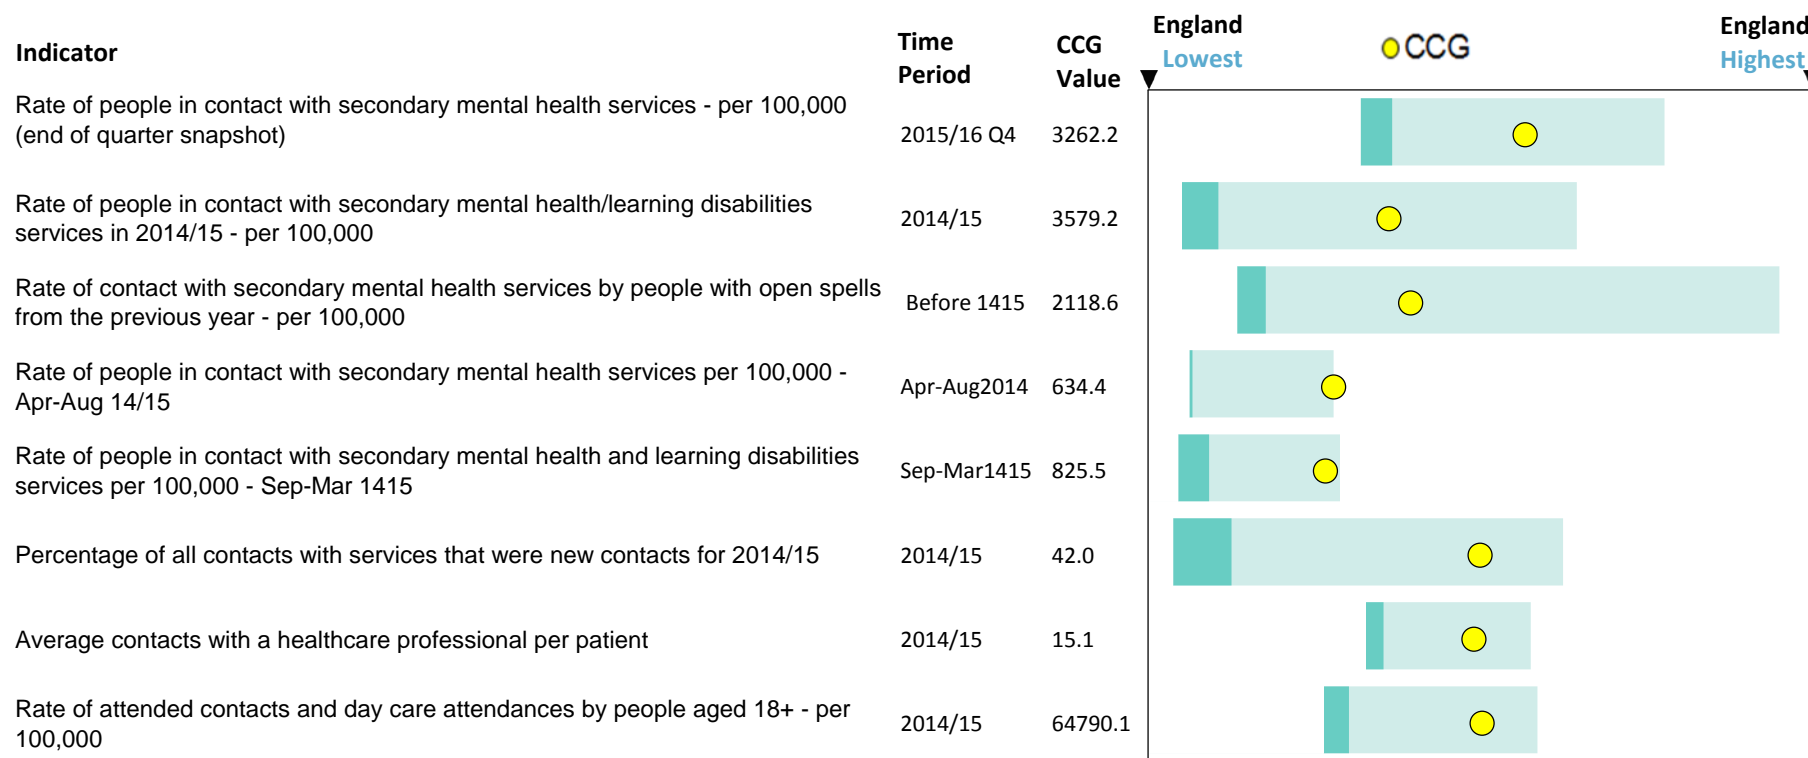 England England
Indicator Time Period CCG Value Lowest CCG Highest
Rate of people in contact with secondary mental health services - per 100,000
(end of quarter snapshot) 2015/16 Q4 3262.2
Rate of people in contact with secondary mental health/learning disabilities
services in 2014/15 - per 100,000 2014/15 3579.2
Rate of contact with secondary mental health services by people with open spells
from the previous year - per 100,000 Before 1415 2118.6
Rate of people in contact with secondary mental health services per 100,000 -
Apr-Aug 14/15 Apr-Aug2014 634.4
Rate of people in contact with secondary mental health and learning disabilities
services per 100,000 - Sep-Mar 1415 Sep-Mar1415 825.5
Percentage of all contacts with services that were new contacts for 2014/15 2014/15 42.0
Average contacts with a healthcare professional per patient 2014/15 15.1
Rate of attended contacts and day care attendances by people aged 18+ - per
100,000 2014/15 64790.1